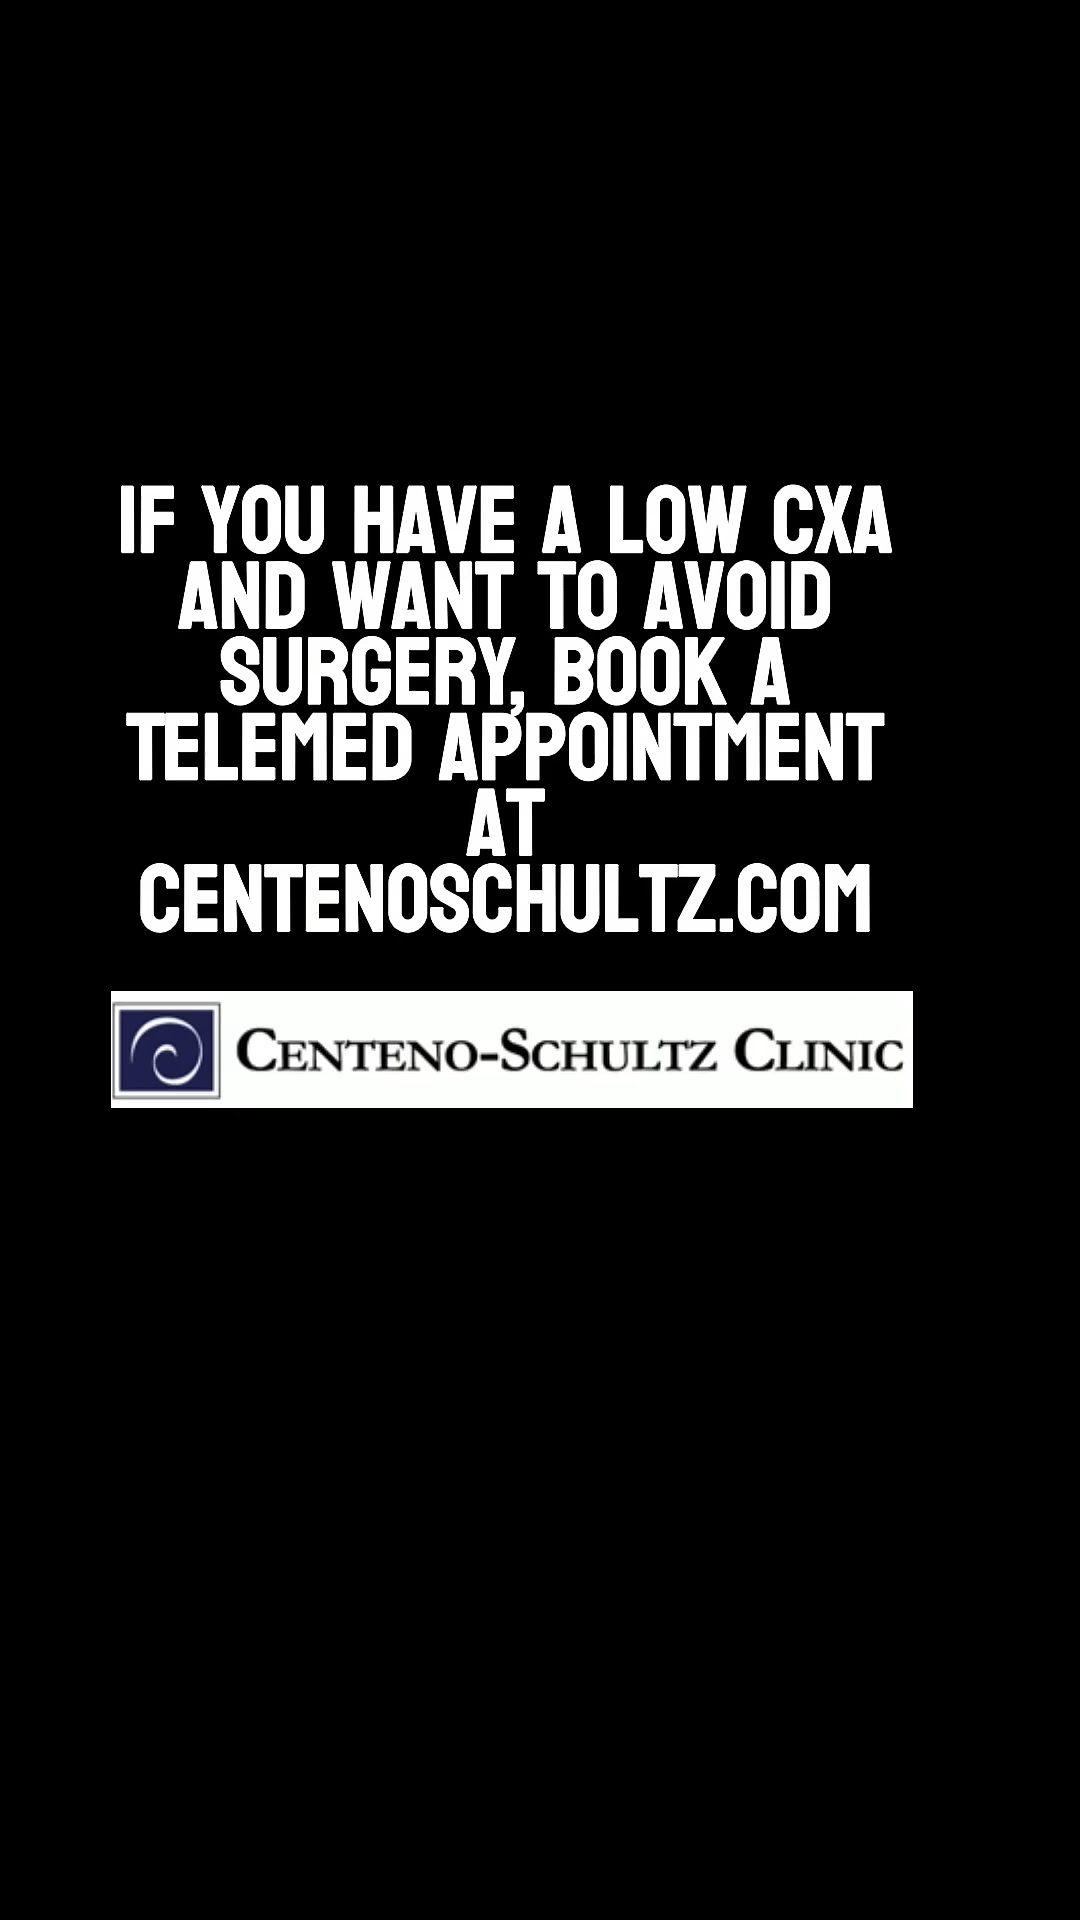 IF YOU HAVE A LOW CXA
AND WANT TO AVOID
SURGERY, BOOK A
TELEMED APPOINTMENT
AT
CENTENOSCHULTZ.COM
CENTENO-SCHULTZ CLINIC